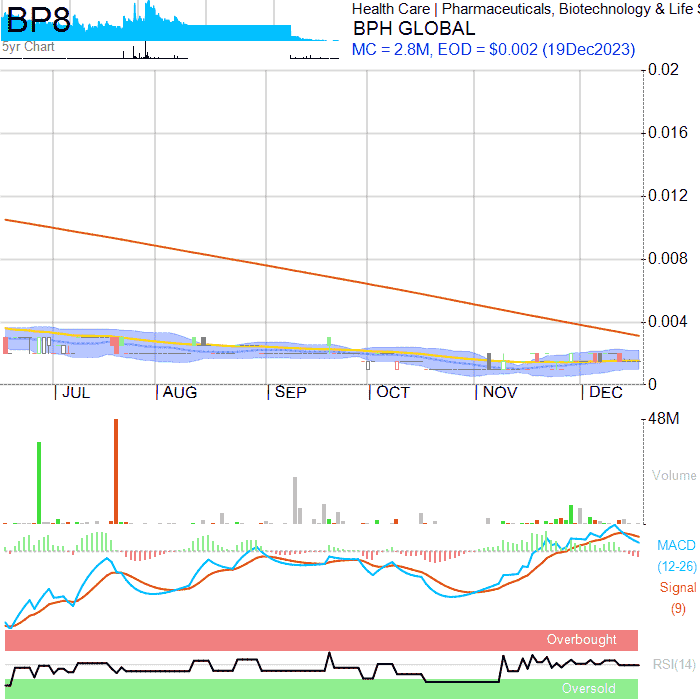 BP8
5yr Chart
Health Care | Pharmaceuticals, Biotechnology & Life
BPH GLOBAL
MC = 2.8M, EOD = $0.002 (19Dec2023)
0.02
0.016
0.012
0.008
0.004
0
JUL AUG SEP OCT NOV DEC
48M
Volume
MACD
(12-26)
Signal
(9)
Overbought
RSI(14)
Oversold